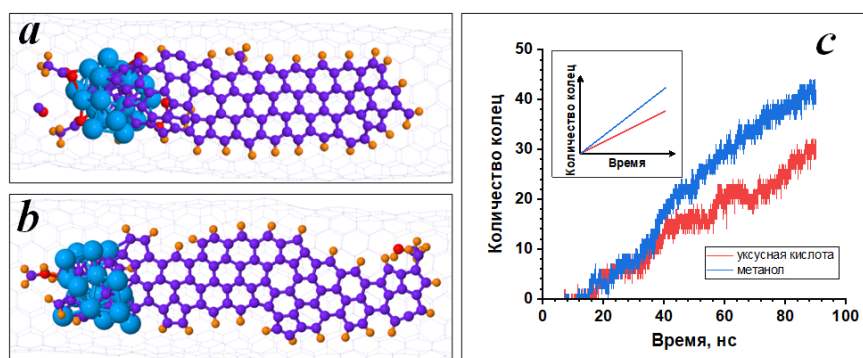 a
b
c
50
40
30
20
10
0
Количество колец
Количество колец
Время
уксусная кислота
метанол
0 20 40 60 80 100
Время, нс